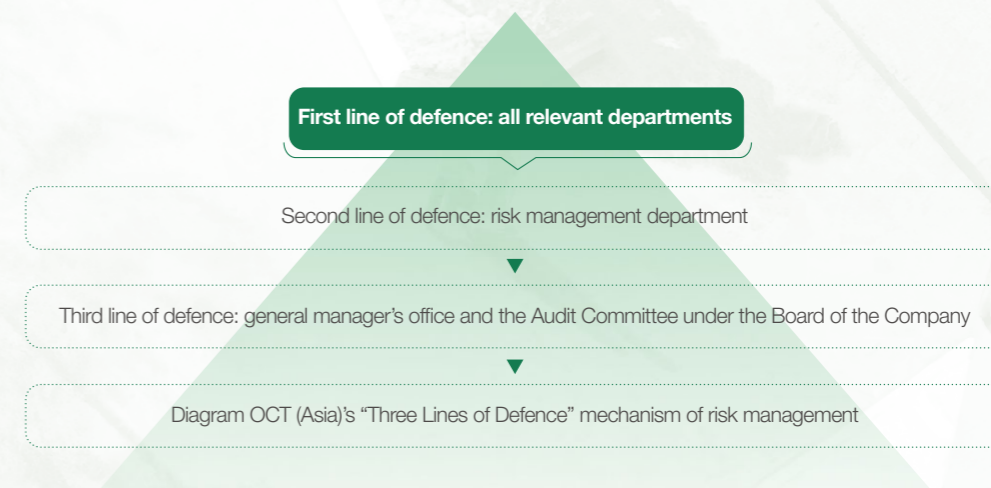 First line of defence: all relevant departments
Second line of defence: risk management department
Third line of defence: general manager’s office and the Audit Committee under the Board of the Company
Diagram OCT (Asia)’s “Three Lines of Defence” mechanism of risk management